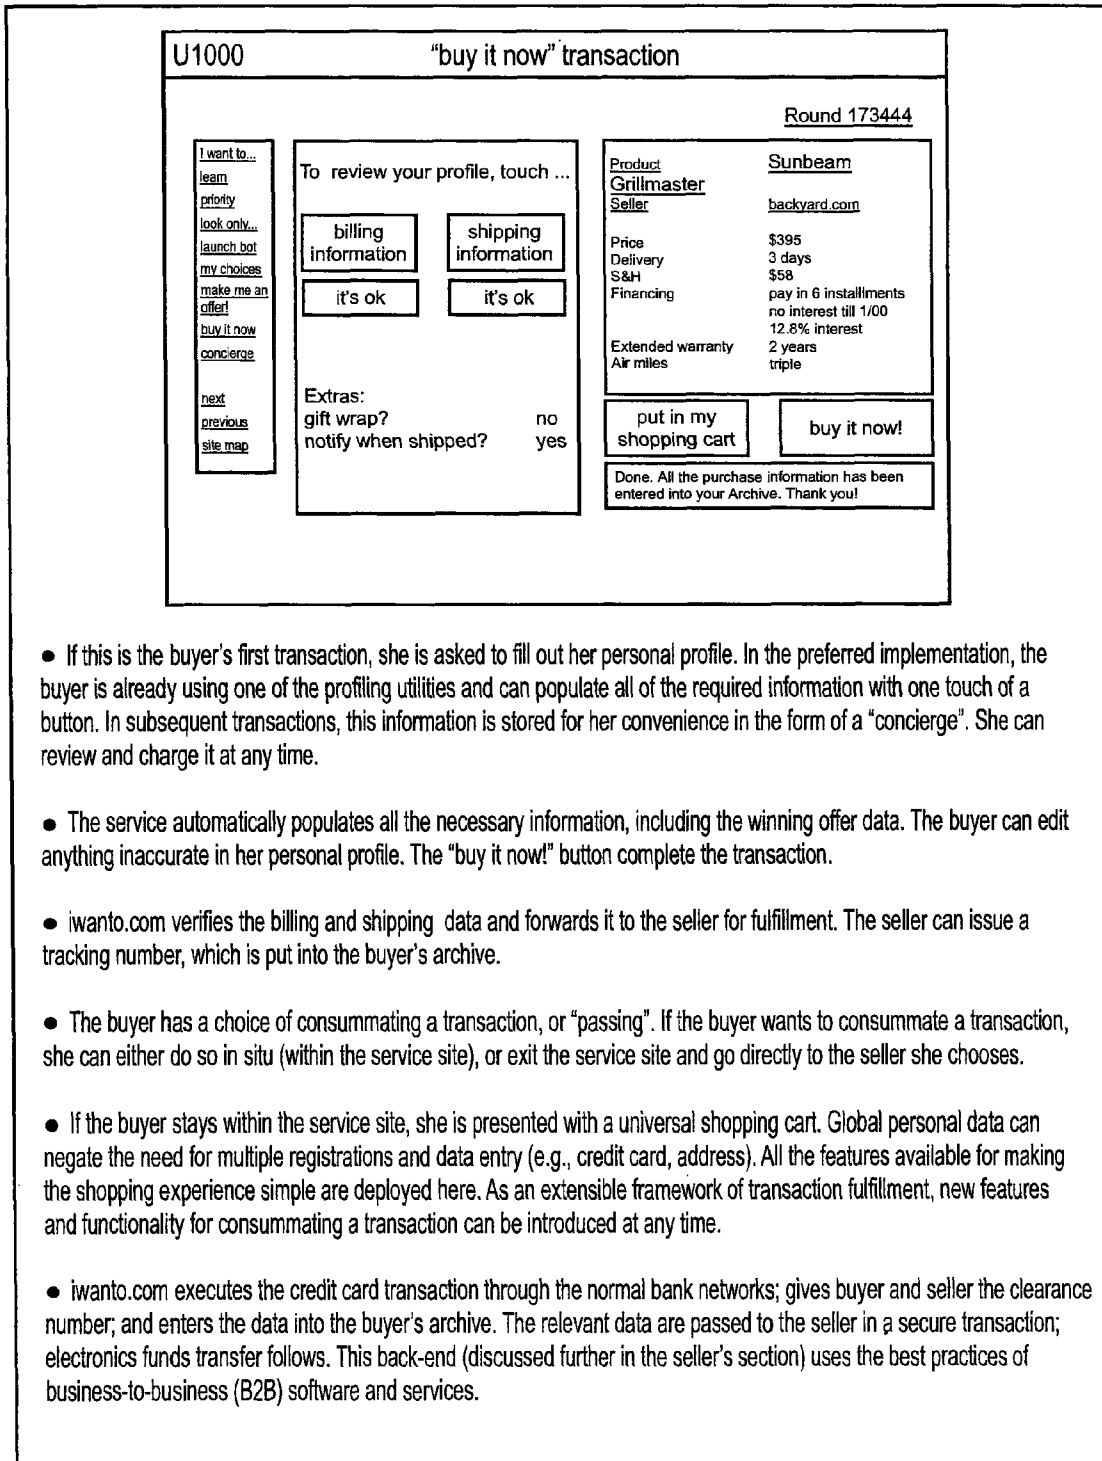 U1000 "buy it now" transaction
Round 173444
I want to...
learn
priority
look only...
launch bot
my choices
make me an
offer!
buy it now
concierge
next
previous
site map
To review your profile, touch ...
billing
information
shipping
information
it's ok
it's ok
Extras:
gift wrap? no
notify when shipped? yes
Product Sunbeam
Grillmaster
Seller backyard.com
Price $395
Delivery 3 days
S&H $58
Financing pay in 6 installlments
no interest till 1/00
12.8% interest
Extended warranty 2 years
Air miles triple
put in my
shopping cart
buy it now!
Done. All the purchase information has been
entered into your Archive. Thank you!
● If this is the buyer's first transaction, she is asked to fill out her personal profile. In the preferred implementation, the
buyer is already using one of the profiling utilities and can populate all of the required information with one touch of a
button. In subsequent transactions, this information is stored for her convenience in the form of a "concierge". She can
review and charge it at any time.
● The service automatically populates all the necessary information, including the winning offer data. The buyer can edit
anything inaccurate in her personal profile. The "buy it now!" button complete the transaction.
● iwanto.com verifies the billing and shipping data and forwards it to the seller for fulfillment. The seller can issue a
tracking number, which is put into the buyer's archive.
● The buyer has a choice of consummating a transaction, or "passing". If the buyer wants to consummate a transaction,
she can either do so in situ (within the service site), or exit the service site and go directly to the seller she chooses.
● If the buyer stays within the service site, she is presented with a universal shopping cart. Global personal data can
negate the need for multiple registrations and data entry (e.g., credit card, address). All the features available for making
the shopping experience simple are deployed here. As an extensible framework of transaction fulfillment, new features
and functionality for consummating a transaction can be introduced at any time.
● iwanto.com executes the credit card transaction through the normal bank networks; gives buyer and seller the clearance
number; and enters the data into the buyer's archive. The relevant data are passed to the seller in a secure transaction;
electronics funds transfer follows. This back-end (discussed further in the seller's section) uses the best practices of
business-to-business (B2B) software and services.